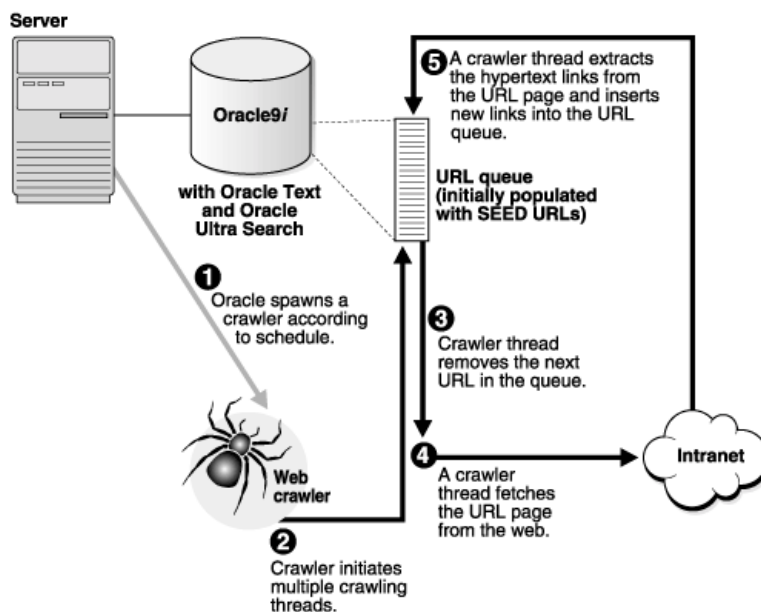 Server
Oracle9i
with Oracle Text
and Oracle
Ultra Search
1
Oracle spawns a
crawler according
to schedule.
Web
crawler
2
Crawler initiates
multiple crawling
threads.
URL queue
(initially populated
with SEED URLs)
3
Crawler thread
removes the next
URL in the queue.
4
A crawler
thread fetches
the URL page
from the web.
Intranet
5
A crawler thread extracts
the hypertext links from
the URL page and inserts
new links into the URL
queue.